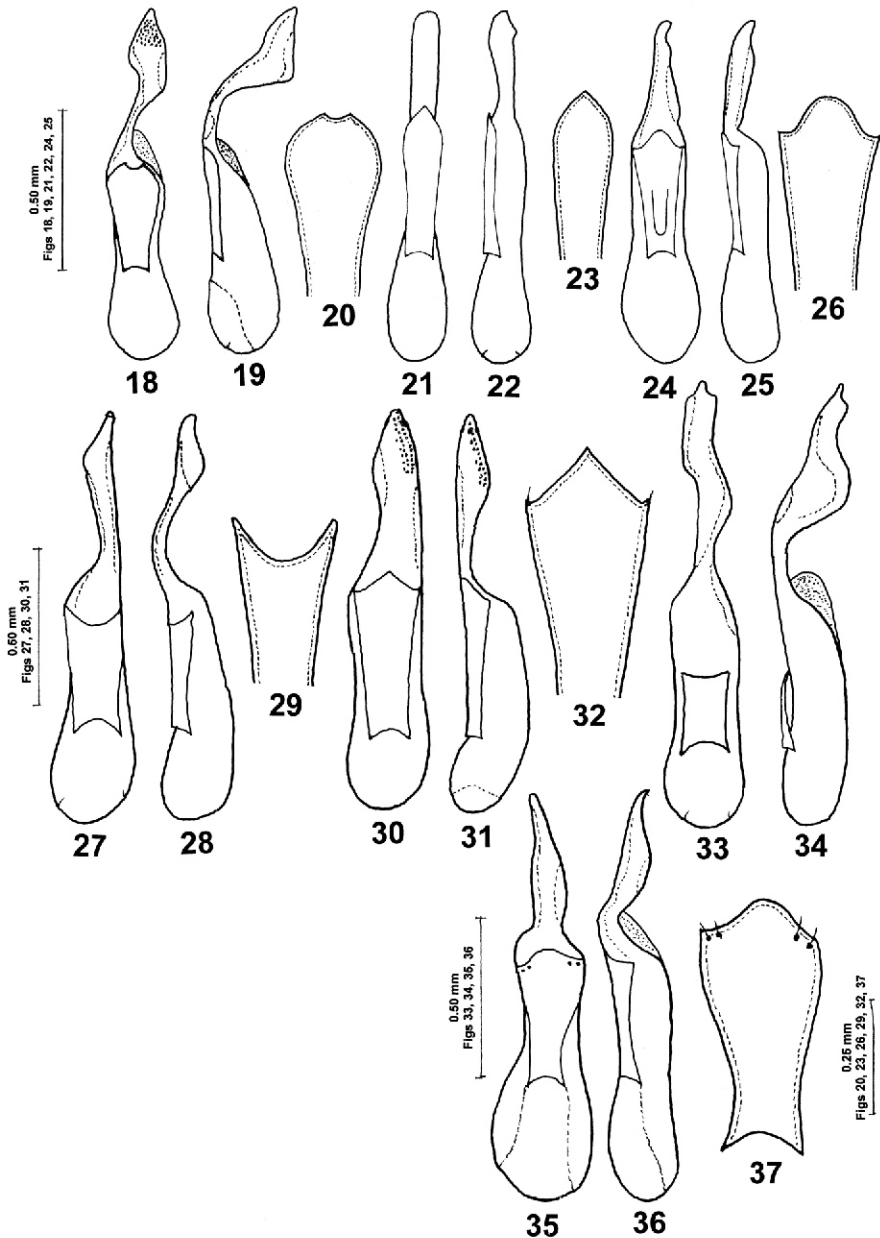 0.50 mm
Figs 18, 19, 21, 22, 24, 25
18
19
20
21
22
23
24
25
26
0.50 mm
Figs 27, 28, 30, 31
27
28
29
30
31
32
33
34
0.50 mm
Figs 33, 34, 35, 36
35
36
37
0.25 mm
Figs 20, 23, 26, 29, 32, 37